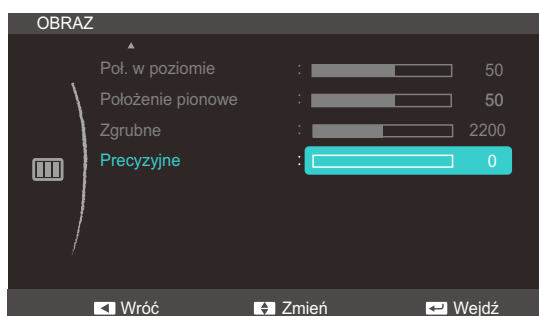 OBRAZ
Poł. w poziomie : 50
Położenie pionowe : 50
Zgrubne : 2200
Precyzyjne : 0
Wróć Zmień Wejdź